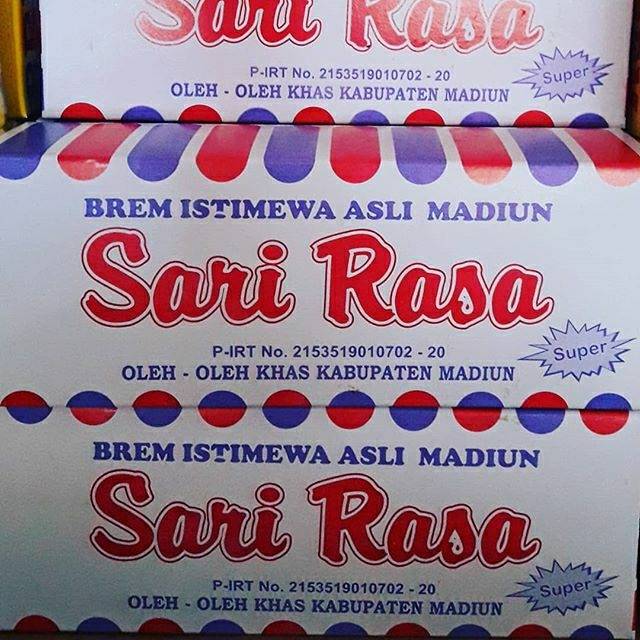 Sari Rasa
P-IRT No. 2153519010702 - 20
Super
OLEH - OLEH KHAS KABUPATEN MADIUN
BREM ISTIMEWA ASLI MADIUN
Sari Rasa
P-IRT No. 2153519010702 - 20
Super
OLEH - OLEH KHAS KABUPATEN MADIUN
BREM ISTIMEWA ASLI MADIUN
Sari Rasa
P-IRT No. 2153519010702 - 20
Super
OLEH - OLEH KHAS KABUPATEN MADIUN